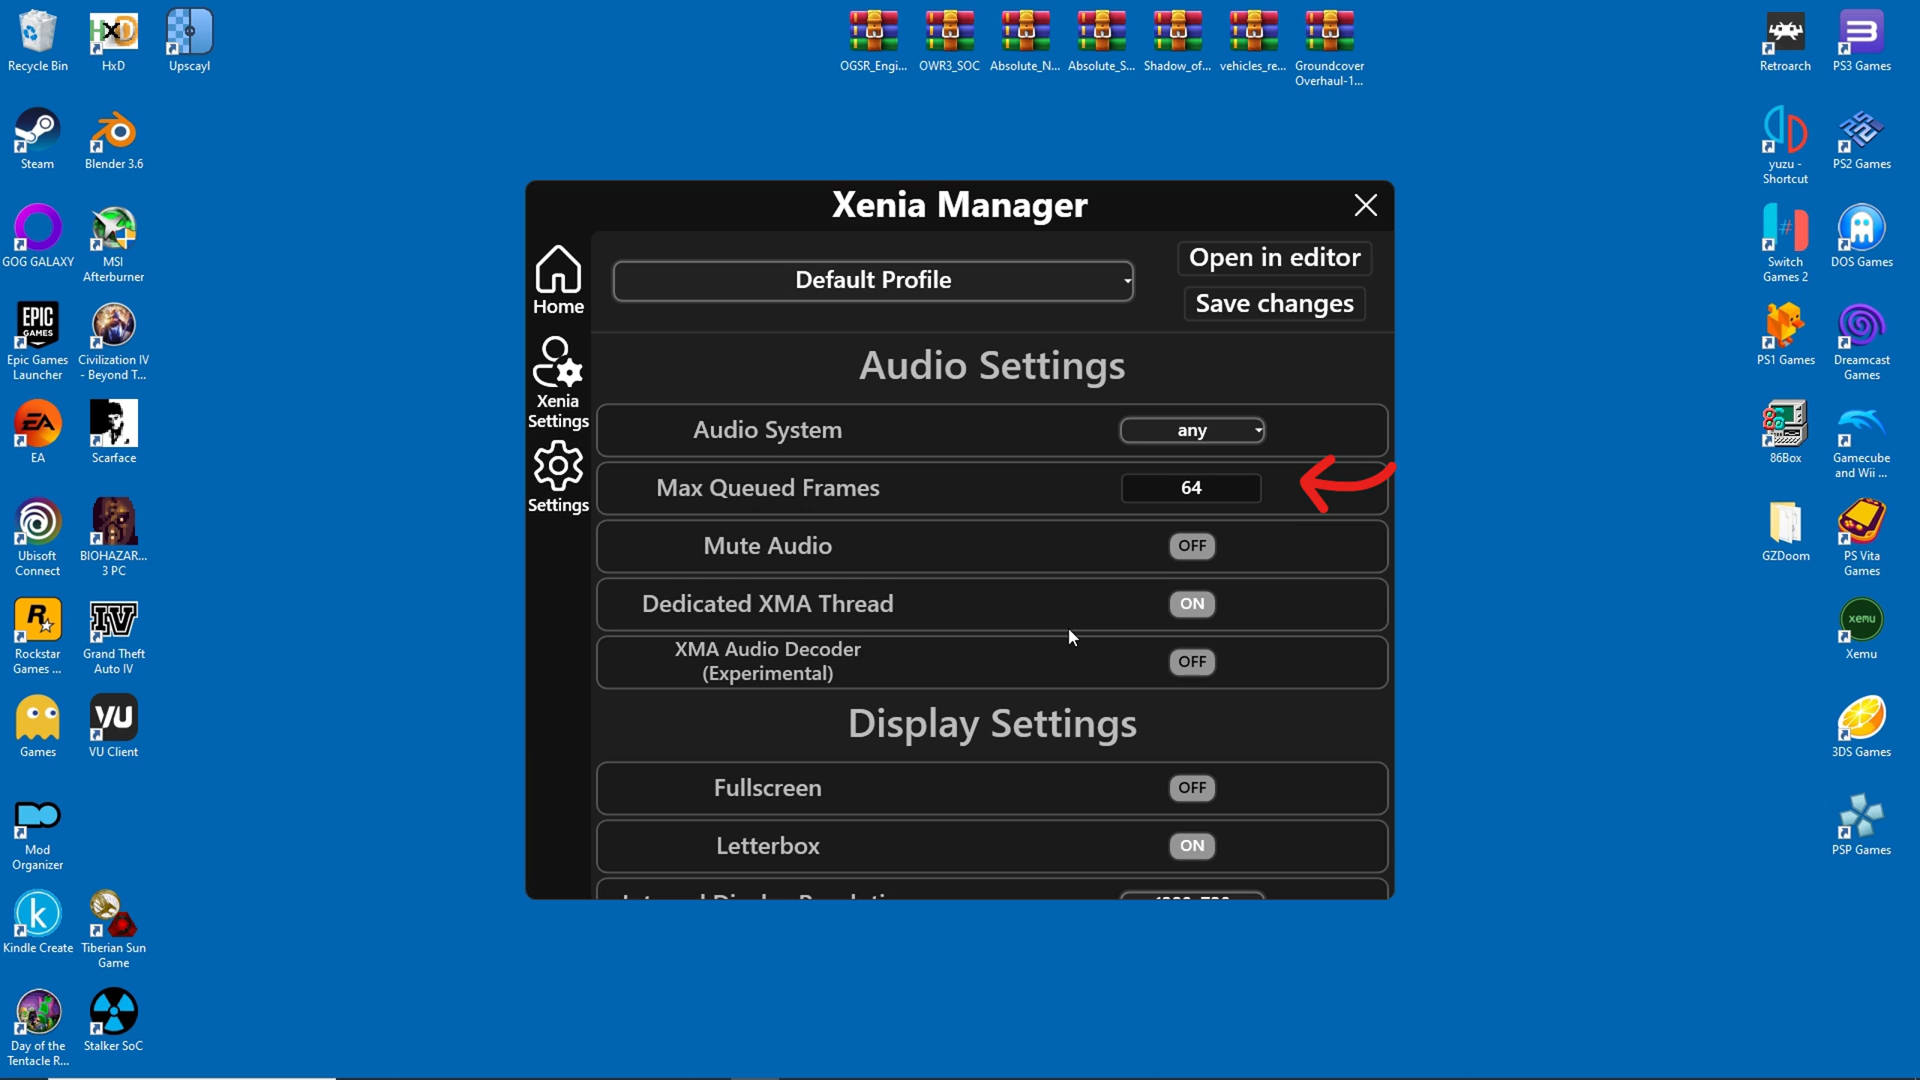 Recycle Bin
HxD
Upscayl
OGSR_Engi...
OWR3_SOC
Absolute_N...
Absolute_S...
Shadow_of...
vehicles_re...
Groundcover
Overhaul-1...
Retroarch
PS3 Games
Steam
Blender 3.6
yuzu -
Shortcut
PS2 Games
GOG GALAXY
MSI
Afterburner
Switch
Games 2
DOS Games
EPIC
GAMES
Epic Games
Launcher
Civilization IV
- Beyond T...
PS1 Games
Dreamcast
Games
EA
EA
Scarface
86Box
Gamecube
and Wii ...
Ubisoft
Connect
BIOHAZAR...
3 PC
GZDoom
PS Vita
Games
Rockstar
Games ...
IV
Grand Theft
Auto IV
xemu
Xemu
Games
VU
VU Client
3DS Games
Mod
Organizer
PSP Games
Kindle Create
Tiberian Sun
Game
Day of the
Tentacle R...
Stalker SoC
Xenia Manager
Home
Xenia
Settings
Settings
Default Profile
Open in editor
Save changes
Audio Settings
Audio System
any
Max Queued Frames
64
Mute Audio
OFF
Dedicated XMA Thread
ON
XMA Audio Decoder
(Experimental)
OFF
Display Settings
Fullscreen
OFF
Letterbox
ON